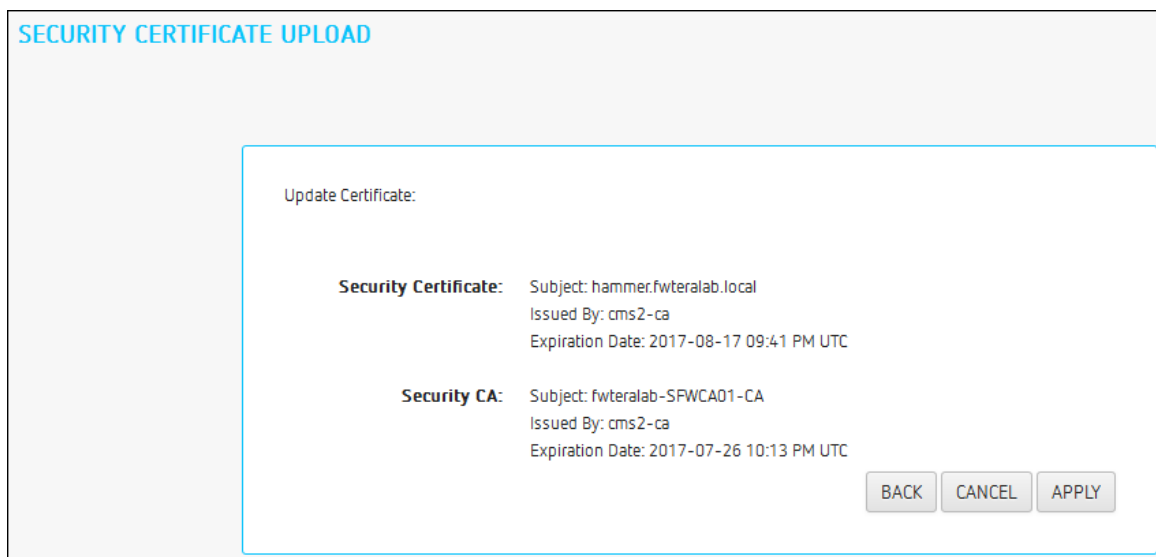 SECURITY CERTIFICATE UPLOAD
Update Certificate:
Security Certificate: Subject: hammer.fwteralab.local
Issued By: cms2-ca
Expiration Date: 2017-08-17 09:41 PM UTC
Security CA: Subject: fwteralab-SFWCA01-CA
Issued By: cms2-ca
Expiration Date: 2017-07-26 10:13 PM UTC
BACK CANCEL APPLY